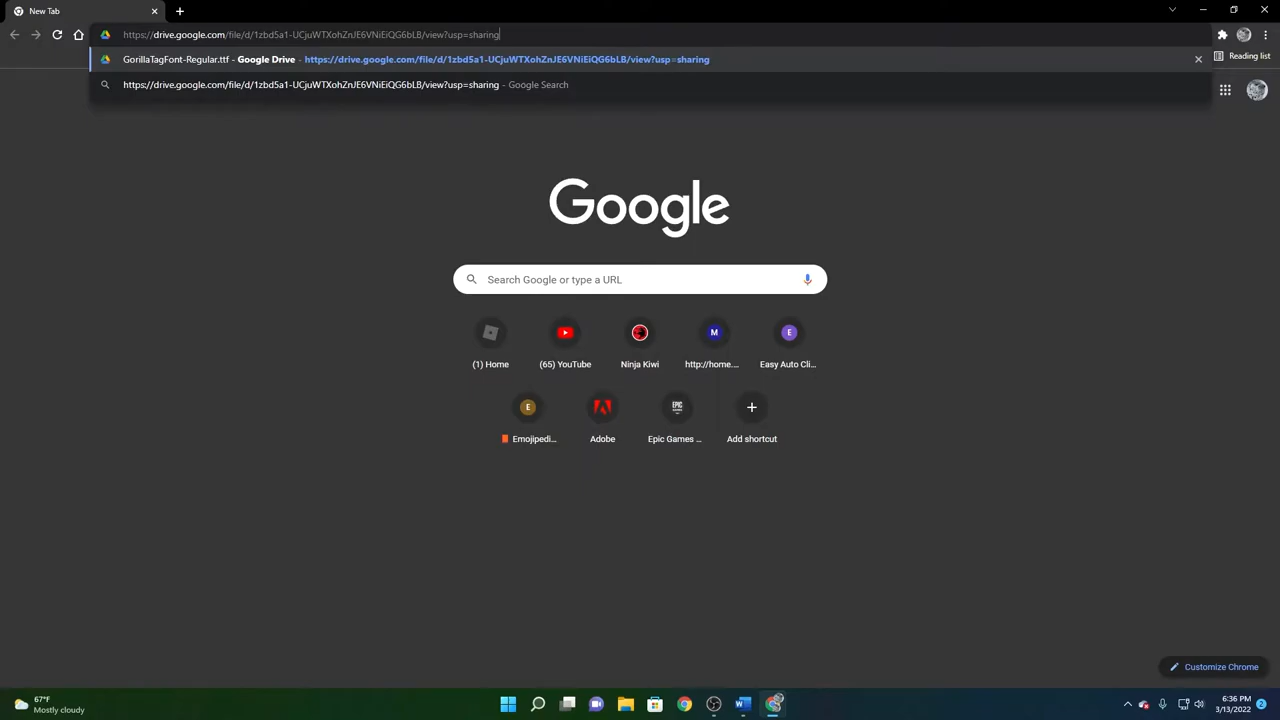 New Tab
https://drive.google.com/file/d/1zbd5a1-UCjuWTXohZnJE6VNiEiQG6bLB/view?usp=sharing
GorillaTagFont-Regular.ttf - Google Drive - https://drive.google.com/file/d/1zbd5a1-UCjuWTXohZnJE6VNiEiQG6bLB/view?usp=sharing
Reading list
https://drive.google.com/file/d/1zbd5a1-UCjuWTXohZnJE6VNiEiQG6bLB/view?usp=sharing - Google Search
Google
Search Google or type a URL
M
E
(1) Home
(65) YouTube
Ninja Kiwi
http://home....
Easy Auto Cli...
E
EPIC GAMES
Emojipedi...
Adobe
Epic Games ...
Add shortcut
Customize Chrome
67°F
Mostly cloudy
6:36 PM
3/13/2022
2